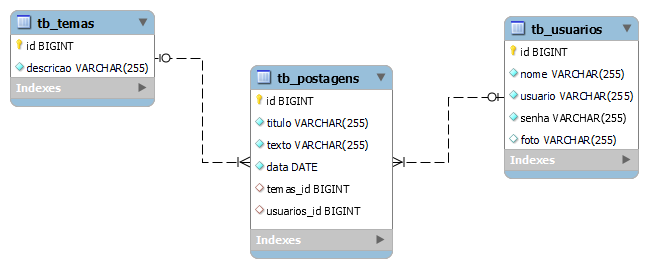 tb_temas
id BIGINT
descricao VARCHAR(255)
Indexes
tb_postagens
id BIGINT
titulo VARCHAR(255)
texto VARCHAR(255)
data DATE
temas_id BIGINT
usuarios_id BIGINT
Indexes
tb_usuarios
id BIGINT
nome VARCHAR(255)
usuario VARCHAR(255)
senha VARCHAR(255)
foto VARCHAR(255)
Indexes